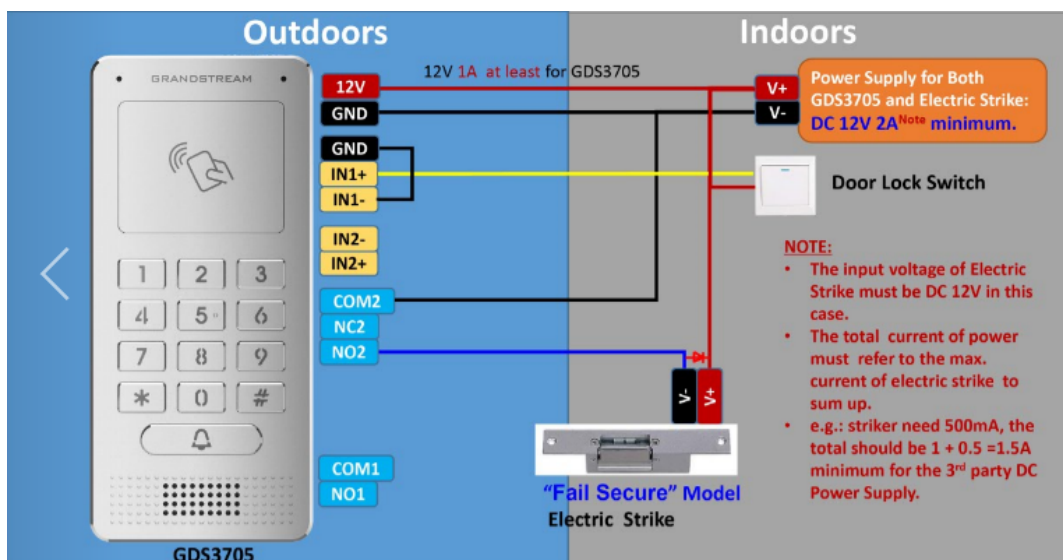 Outdoors
Indoors
GRANDSTREAM
12V 1A at least for GDS3705
12V
GND
GND
IN1+
IN1-
IN2-
IN2+
COM2
NC2
NO2
COM1
NO1
1 2 3
4 5 6
7 8 9
* 0 #
GDS3705
V+
V-
Power Supply for Both
GDS3705 and Electric Strike:
DC 12V 2ANote minimum.
Door Lock Switch
V-
V+
“Fail Secure” Model
Electric Strike
NOTE:
• The input voltage of Electric
Strike must be DC 12V in this
case.
• The total current of power
must refer to the max.
current of electric strike to
sum up.
• e.g.: striker need 500mA, the
total should be 1 + 0.5 =1.5A
minimum for the 3rd party DC
Power Supply.